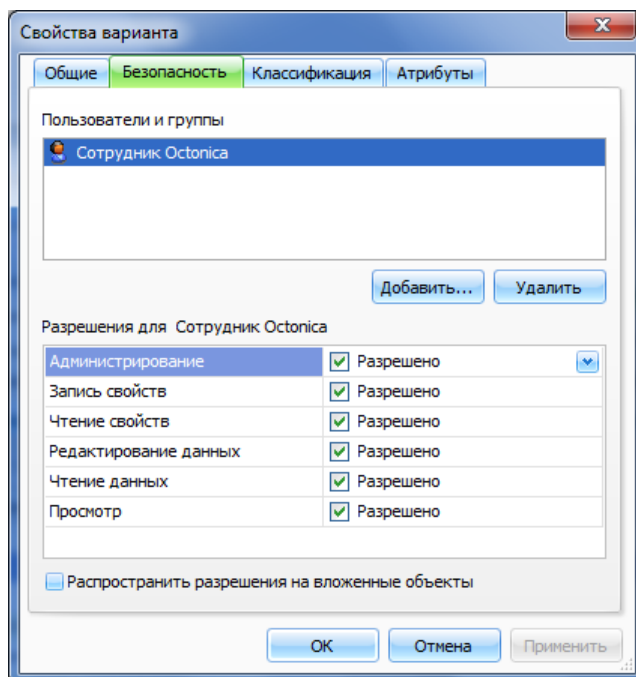 Свойства варианта
Общие Безопасность Классификация Атрибуты
Пользователи и группы
Сотрудник Octonica
Добавить... Удалить
Разрешения для Сотрудник Octonica
Администрирование Разрешено
Запись свойств Разрешено
Чтение свойств Разрешено
Редактирование данных Разрешено
Чтение данных Разрешено
Просмотр Разрешено
Распространить разрешения на вложенные объекты
ОК Отмена Применить